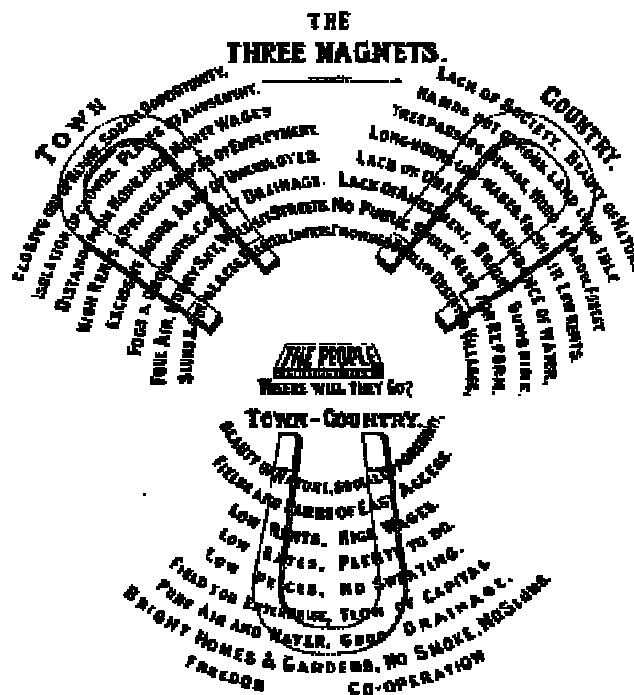 THE
THREE MAGNETS.
TOWN
CLOSING OUT OF NATURE. SOCIAL OPPORTUNITY.
ISOLATION OF CROWDS. PLACES OF AMUSEMENT.
DISTANCE FROM WORK. HIGH MONEY WAGES
HIGH RENTS & PRICES. CHANCES OF EMPLOYMENT
EXCESSIVE HOURS. ARMY OF UNEMPLOYED.
FOGS & DROUGHTS. COSTLY DRAINAGE.
FOUL AIR. MURKY SKY. WELL-LIT STREETS.
SLUMS & PALACES.
COUNTRY.
LACK OF SOCIETY. BEAUTY OF NATURE.
HANDS OUT OF WORK. LAND LYING IDLE
TRESPASSERS BEWARE. WOOD, MEADOW, FOREST
LONG HOURS LOW WAGES. FRESH AIR LOW RENTS.
LACK OF DRAINAGE. ABUNDANCE OF WATER.
LACK OF AMUSEMENT. BRIGHT SUNSHINE.
NO PUBLIC SPIRIT. NEED FOR REFORM.
CROWDED DWELLINGS DESERTED VILLAGES.
THE PEOPLE
WHERE WILL THEY GO?
TOWN-COUNTRY.
BEAUTY OF NATURE. SOCIAL OPPORTUNITY.
FIELDS AND PARKS OF EASY ACCESS.
LOW RENTS. HIGH WAGES.
LOW RATES. PLENTY TO DO.
LOW PRICES. NO SWEATING.
FIELD FOR ENTERPRISE, FLOW OF CAPITAL
PURE AIR AND WATER, GOOD DRAINAGE.
BRIGHT HOMES & GARDENS, NO SMOKE, NO SLUMS.
FREEDOM CO-OPERATION